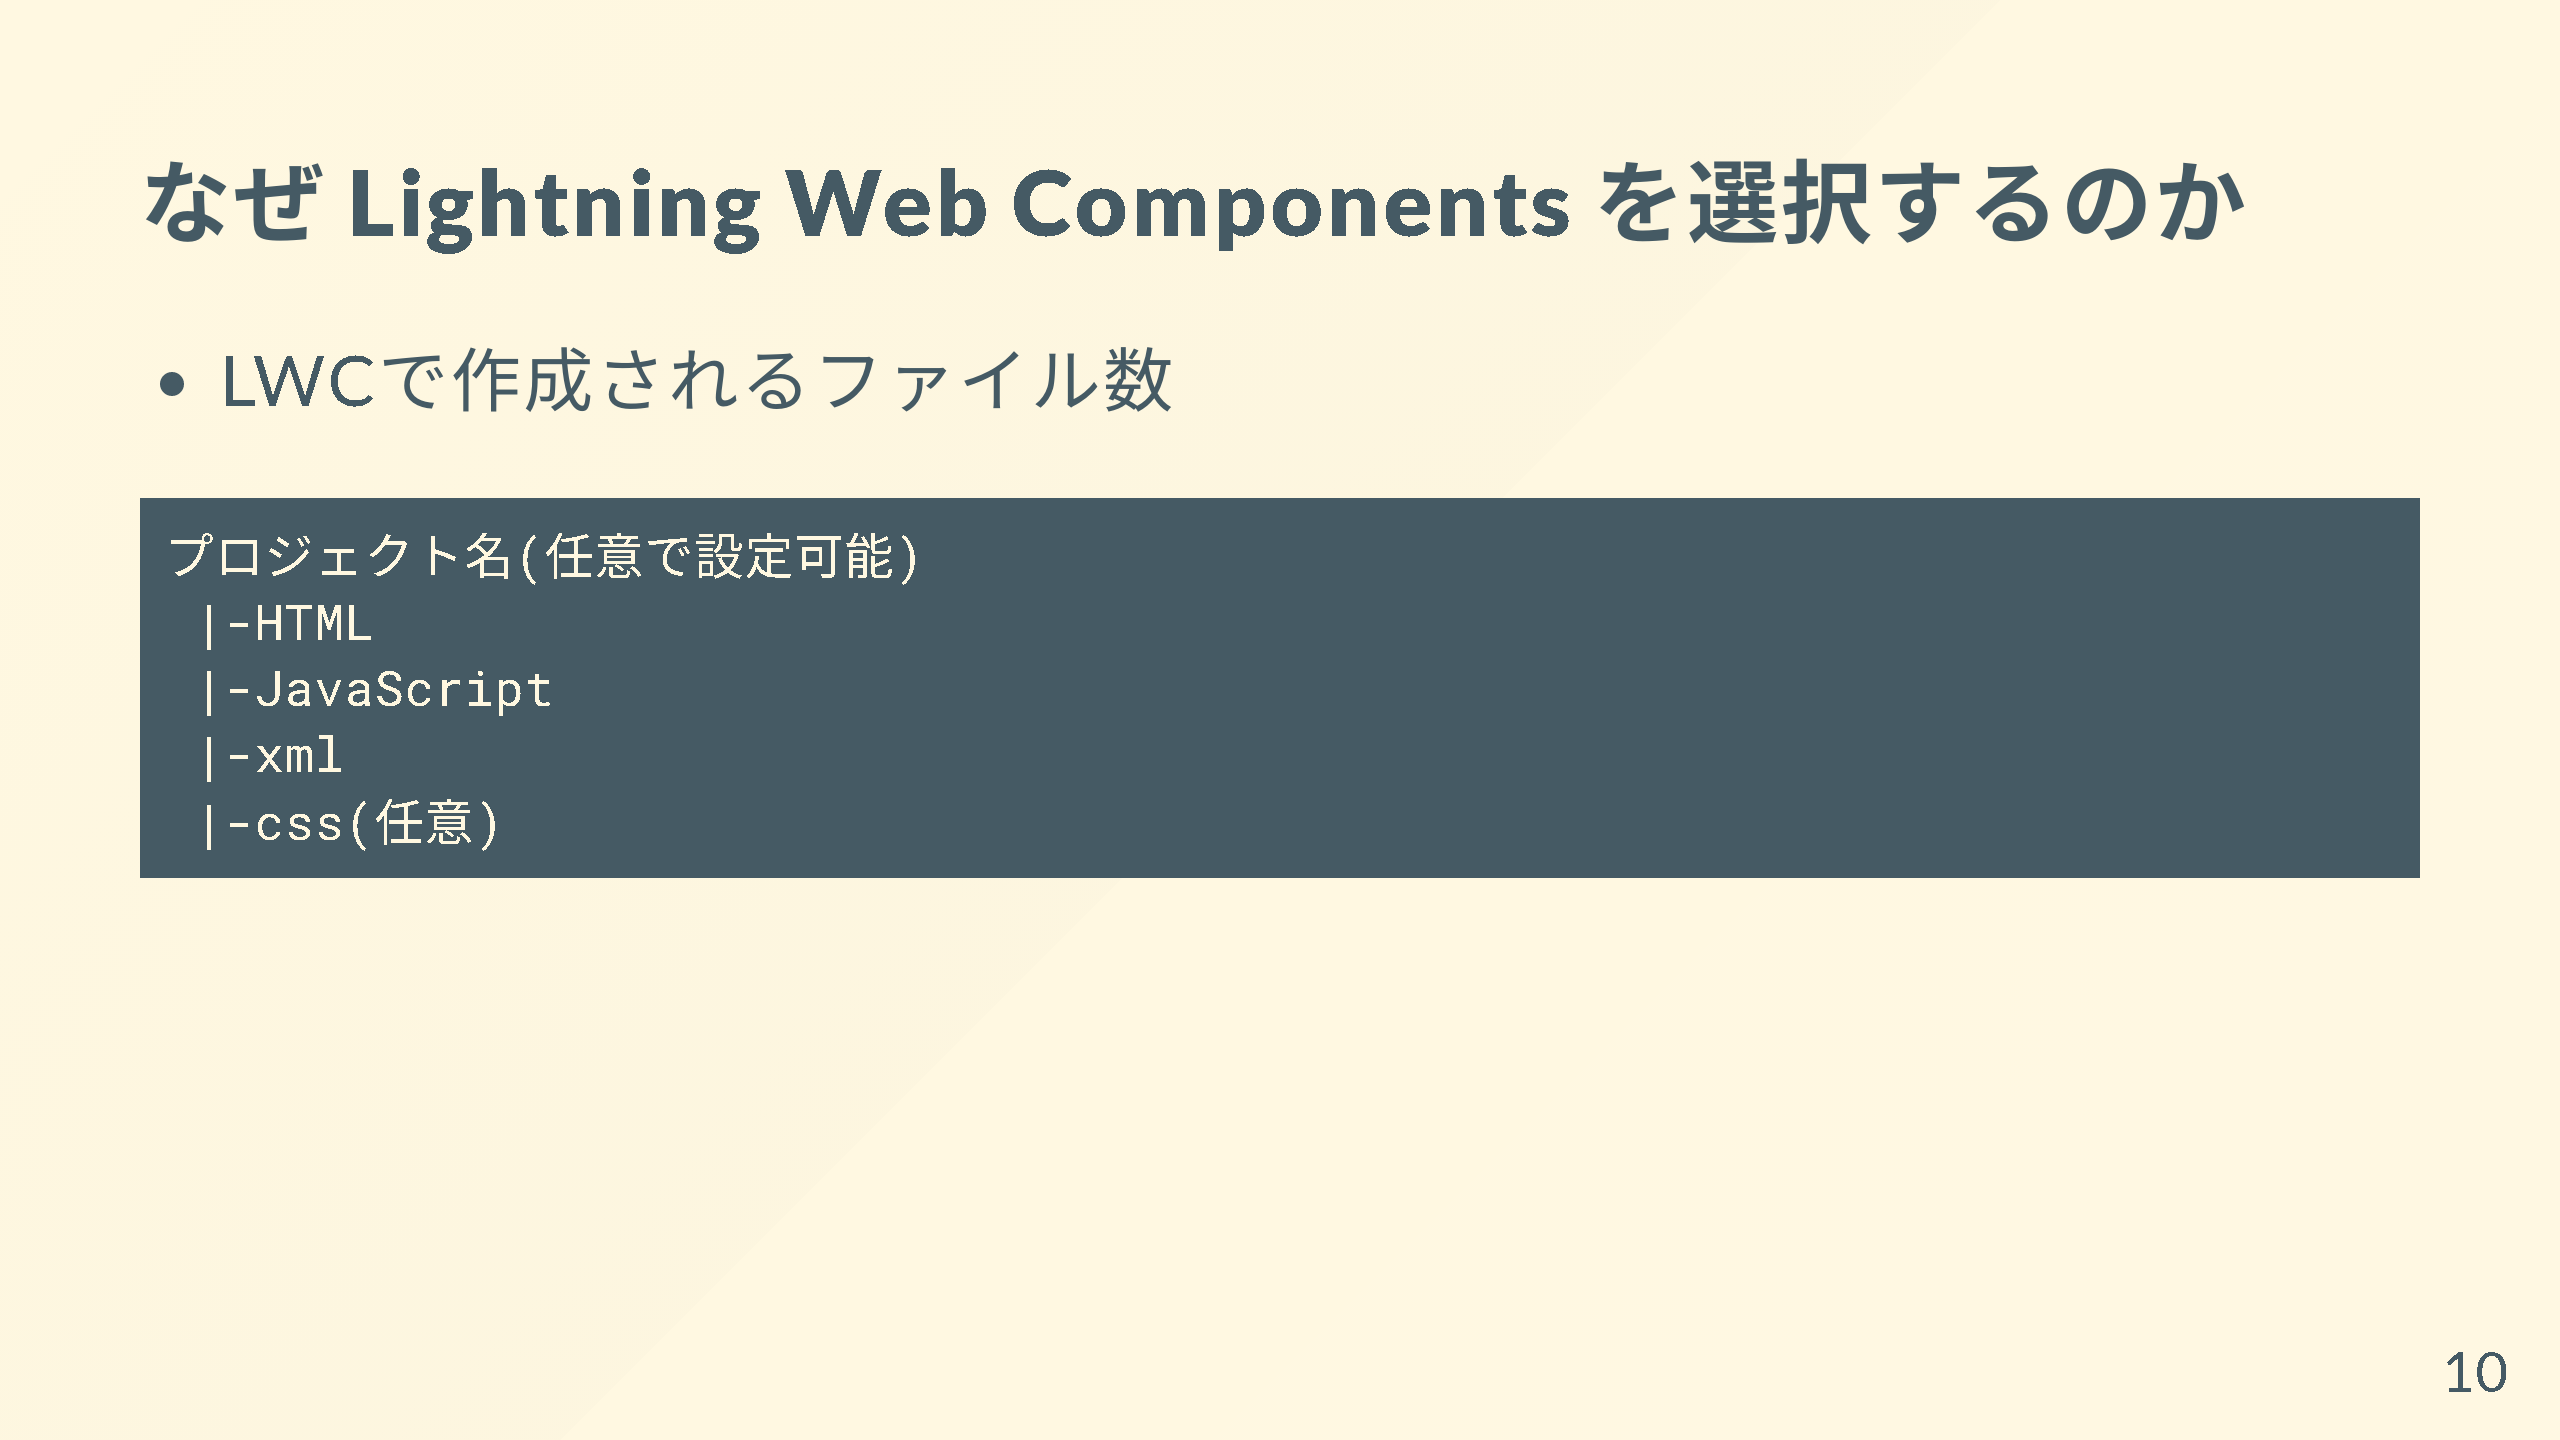 なぜ Lightning Web Components を選択するのか
• LWCで作成されるファイル数
プロジェクト名(任意で設定可能)
|-HTML
|-JavaScript
|-xml
|-css(任意)
10